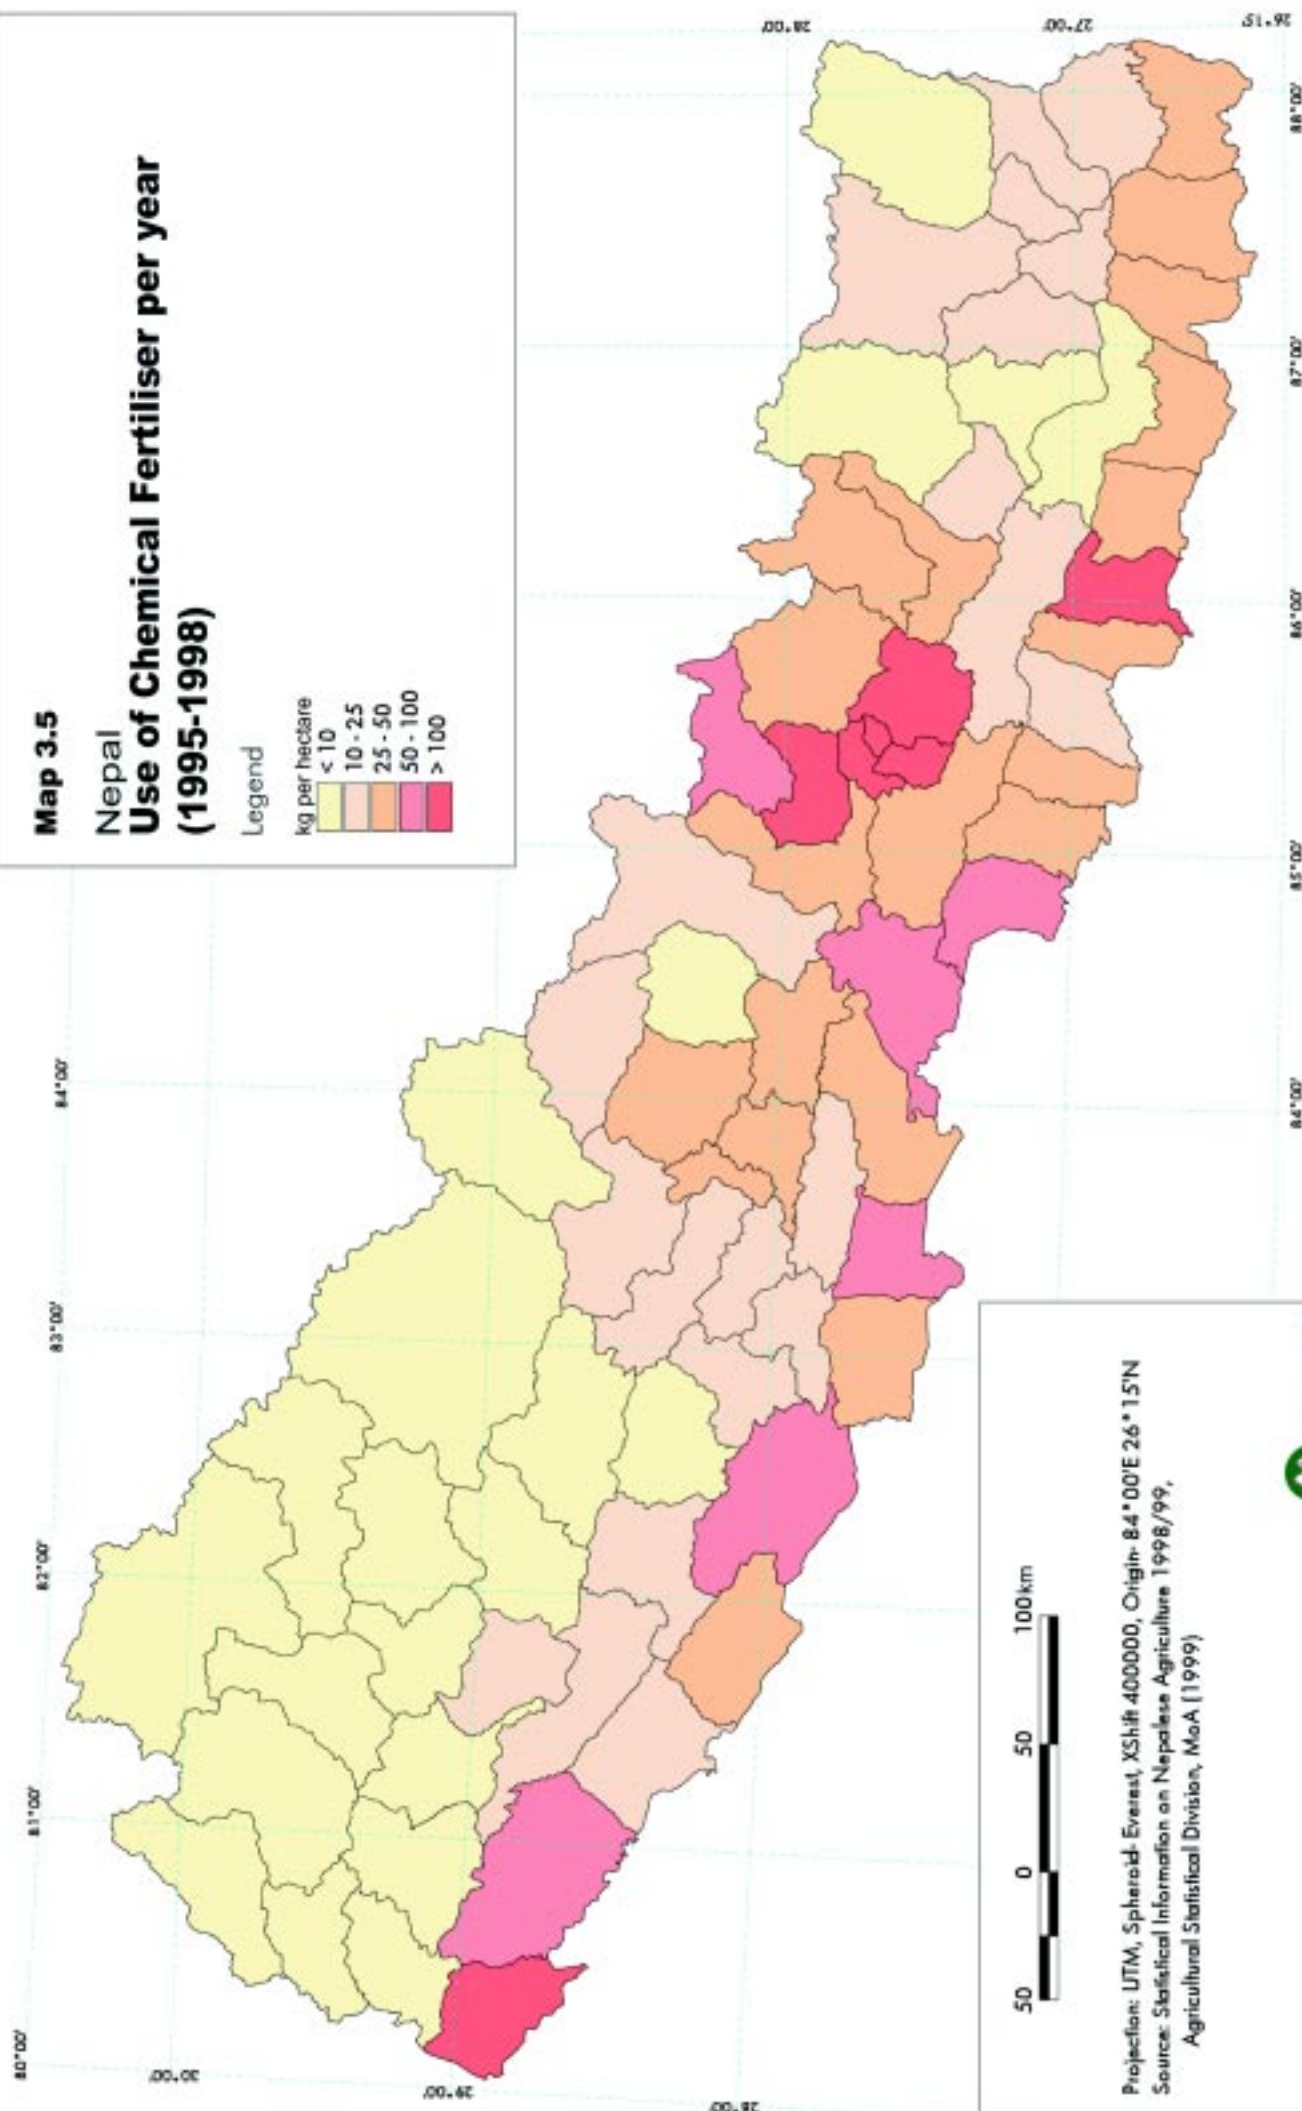 Map 3.5
Nepal
Use of Chemical Fertiliser per year
(1995-1998)
Legend
kg per hectare
< 10
10 - 25
25 - 50
50 - 100
> 100
80°00'
81°00'
82°00'
83°00'
84°00'
30°00'
29°00'
28°00'
28°00'
27°00'
26°15'
84°00'
85°00'
86°00'
87°00'
88°00'
50 0 50 100km
Projection: UTM, Spheroid- Everest, XShift 400000, Origin- 84°00'E 26°15'N
Source: Statistical Information on Nepalese Agriculture 1998/99,
Agricultural Statistical Division, MoA (1999)